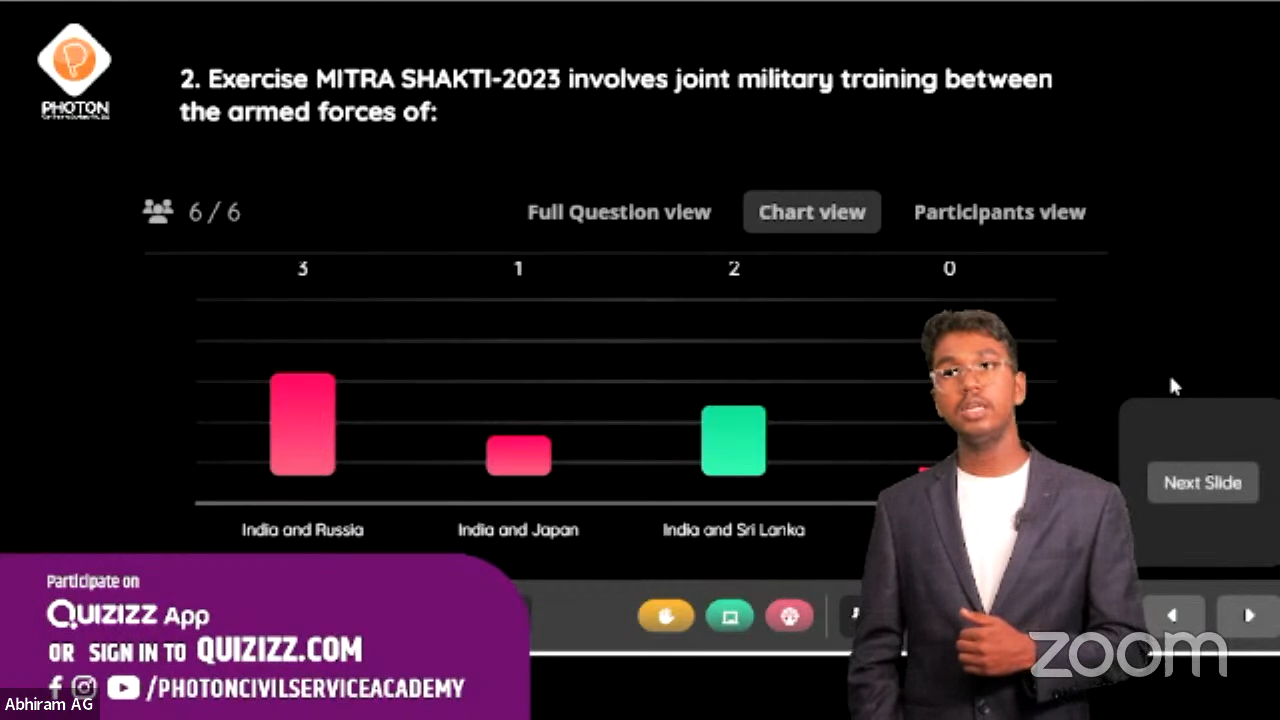 PHOTON
2. Exercise MITRA SHAKTI-2023 involves joint military training between
the armed forces of:
6 / 6
Full Question view
Chart view
Participants view
3
1
2
0
India and Russia
India and Japan
India and Sri Lanka
Next Slide
Participate on
QUIZIZZ App
OR SIGN IN TO QUIZIZZ.COM
/PHOTONCIVILSERVICEACADEMY
Abhiram AG
zoom